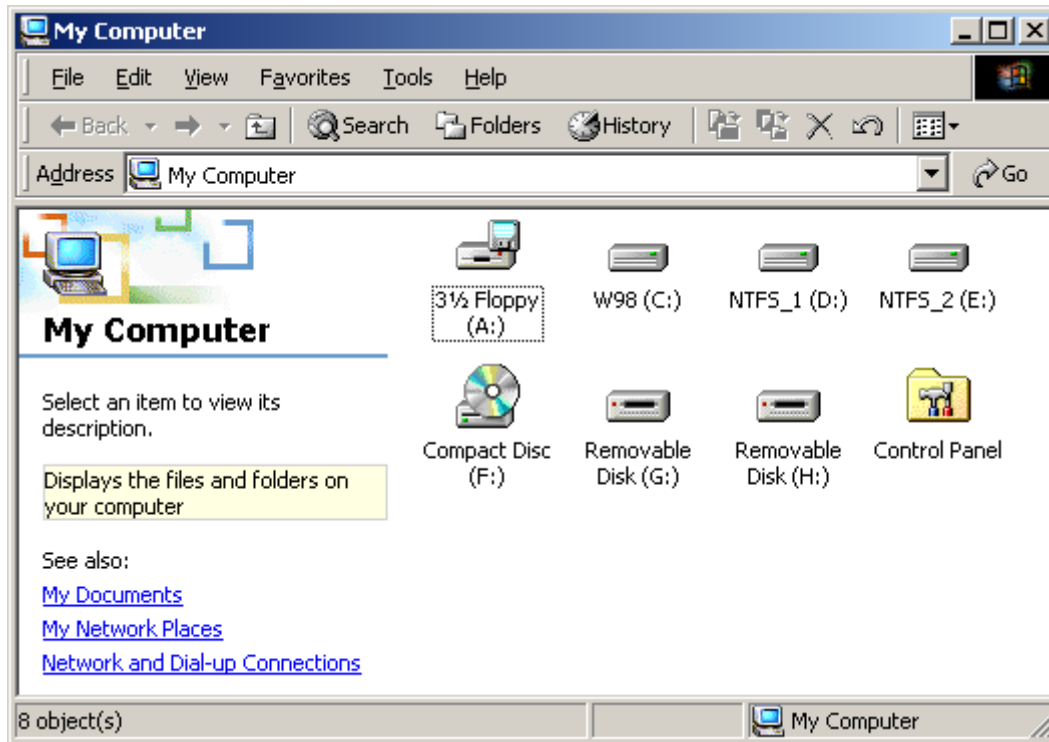 My Computer
File Edit View Favorites Tools Help
Back Search Folders History
Address My Computer Go
My Computer
Select an item to view its
description.
Displays the files and folders on
your computer
See also:
My Documents
My Network Places
Network and Dial-up Connections
3½ Floppy
(A:)
W98 (C:)
NTFS_1 (D:)
NTFS_2 (E:)
Compact Disc
(F:)
Removable
Disk (G:)
Removable
Disk (H:)
Control Panel
8 object(s)
My Computer